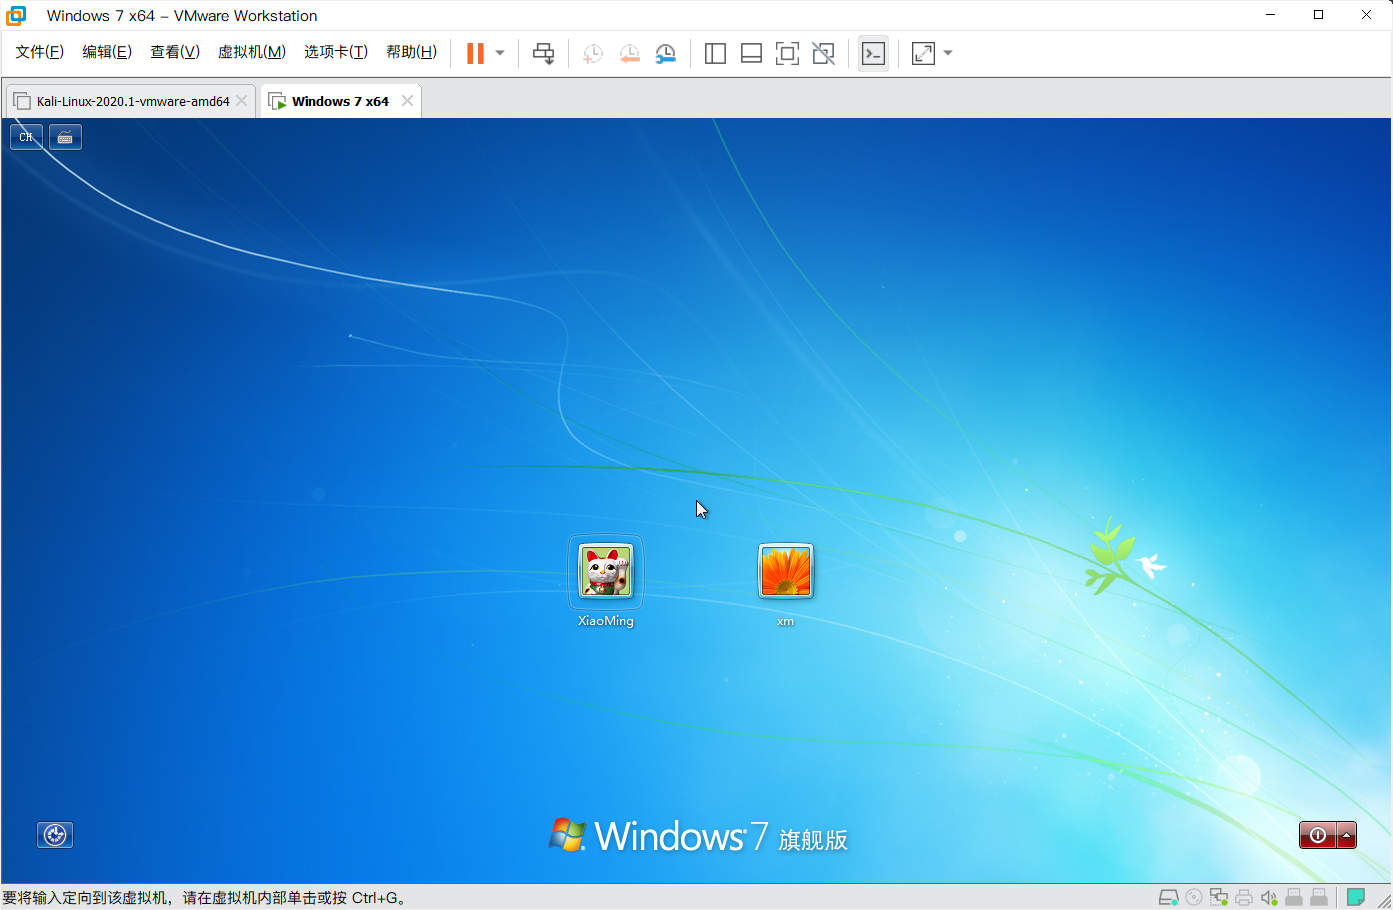 Windows 7 x64 – VMware Workstation
文件(F) 编辑(E) 查看(V) 虚拟机(M) 选项卡(T) 帮助(H)
Kali-Linux-2020.1-vmware-amd64 Windows 7 x64
CH
XiaoMing xm
Windows 7 旗舰版
要将输入定向到该虚拟机，请在虚拟机内部单击或按 Ctrl+G。